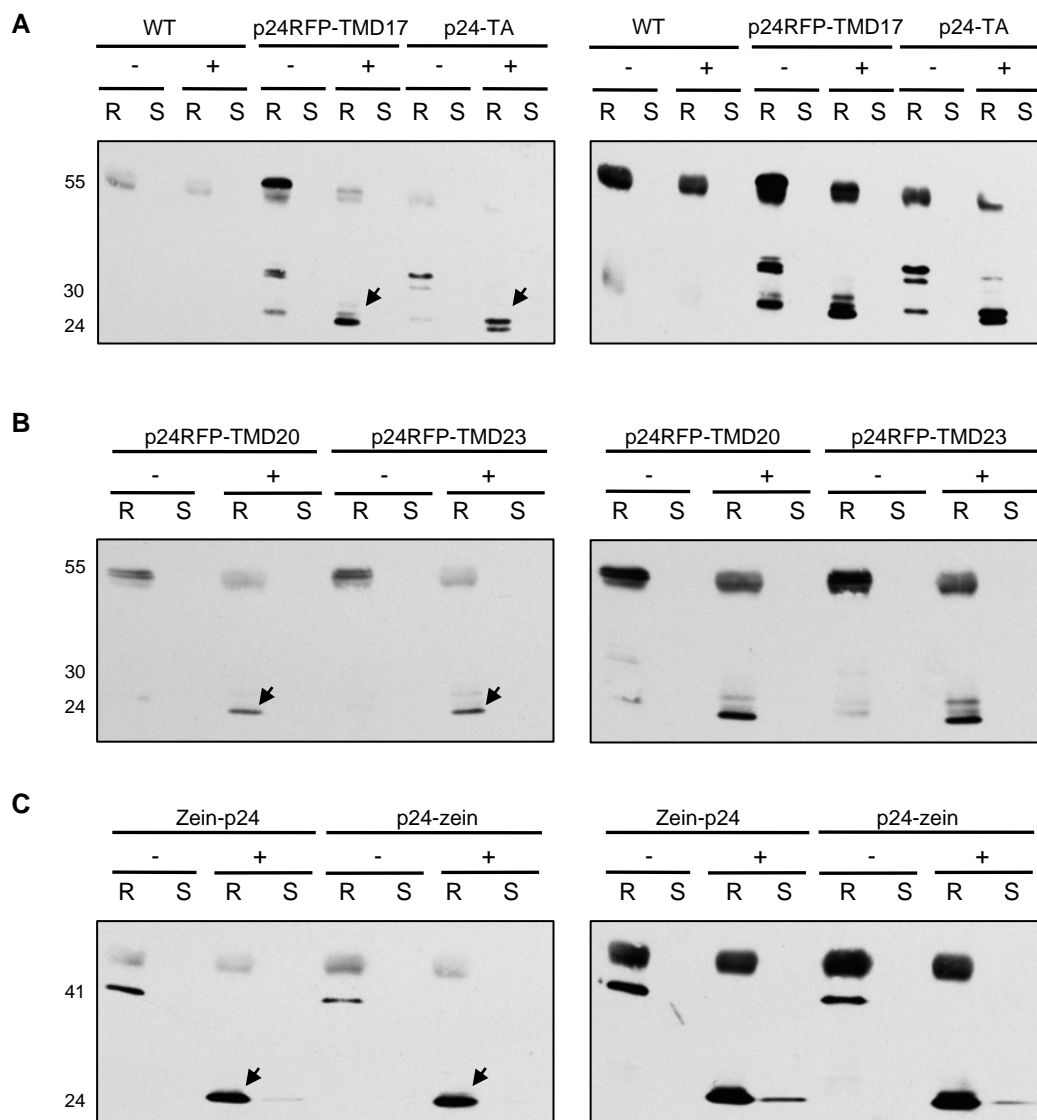 A
WT p24RFP-TMD17 p24-TA WT p24RFP-TMD17 p24-TA
- + - + - + - + - + - +
R S R S R S R S R S R S R S R S R S R S R S R S
55
30
24
B
p24RFP-TMD20 p24RFP-TMD23 p24RFP-TMD20 p24RFP-TMD23
- + - + - + - +
R S R S R S R S R S R S R S R S
55
30
24
C
Zein-p24 p24-zein Zein-p24 p24-zein
- + - + - + - +
R S R S R S R S R S R S R S R S
41
24